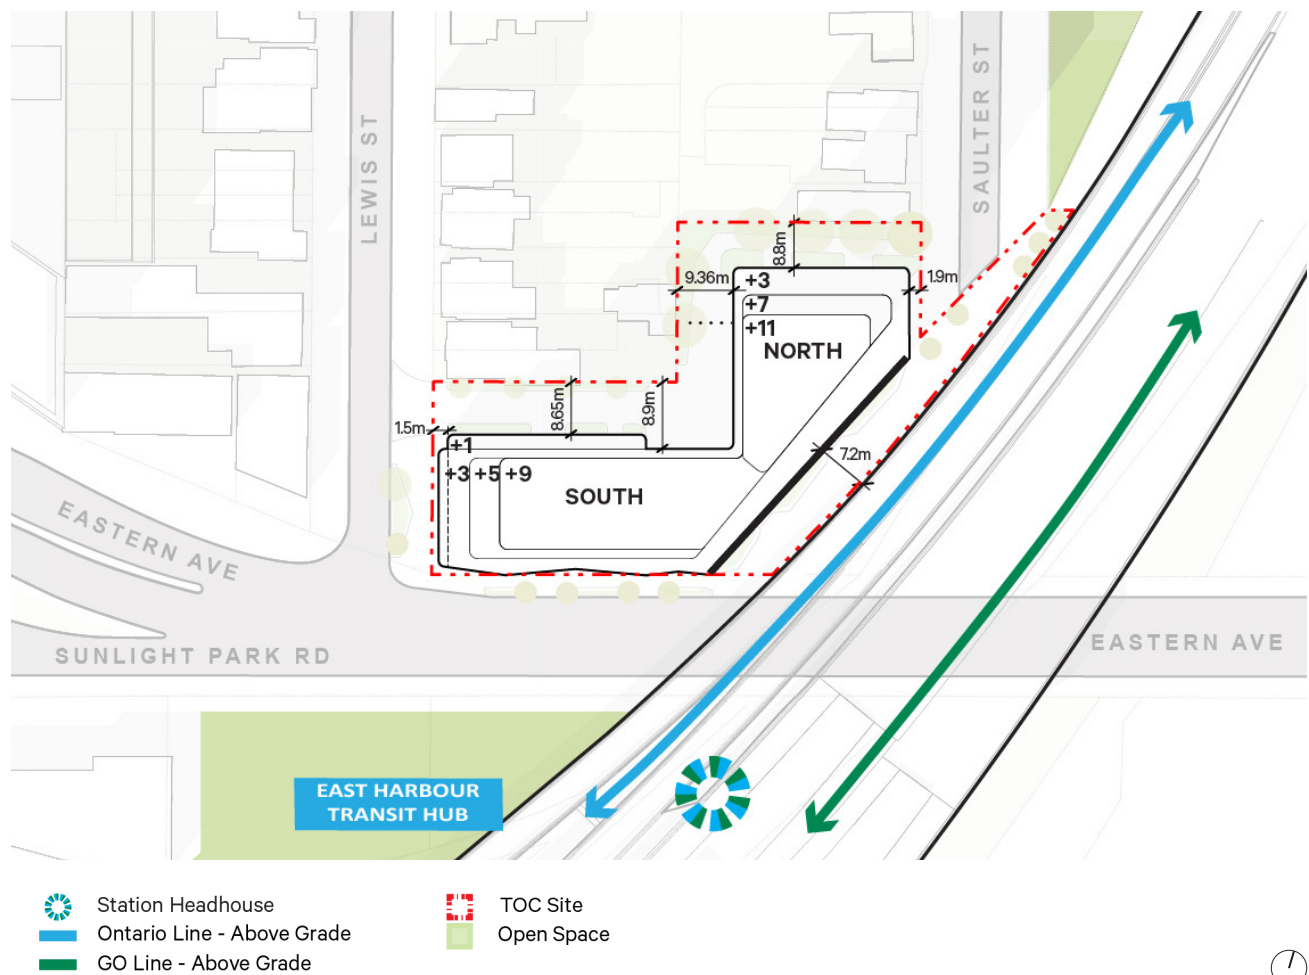 LEWIS ST
SAULTER ST
8.8m
9.36m
+3
1.9m
+7
+11
NORTH
8.65m
8.9m
1.5m
+1
+3 +5 +9
7.2m
SOUTH
EASTERN AVE
SUNLIGHT PARK RD
EASTERN AVE
EAST HARBOUR
TRANSIT HUB
Station Headhouse
Ontario Line - Above Grade
GO Line - Above Grade
TOC Site
Open Space